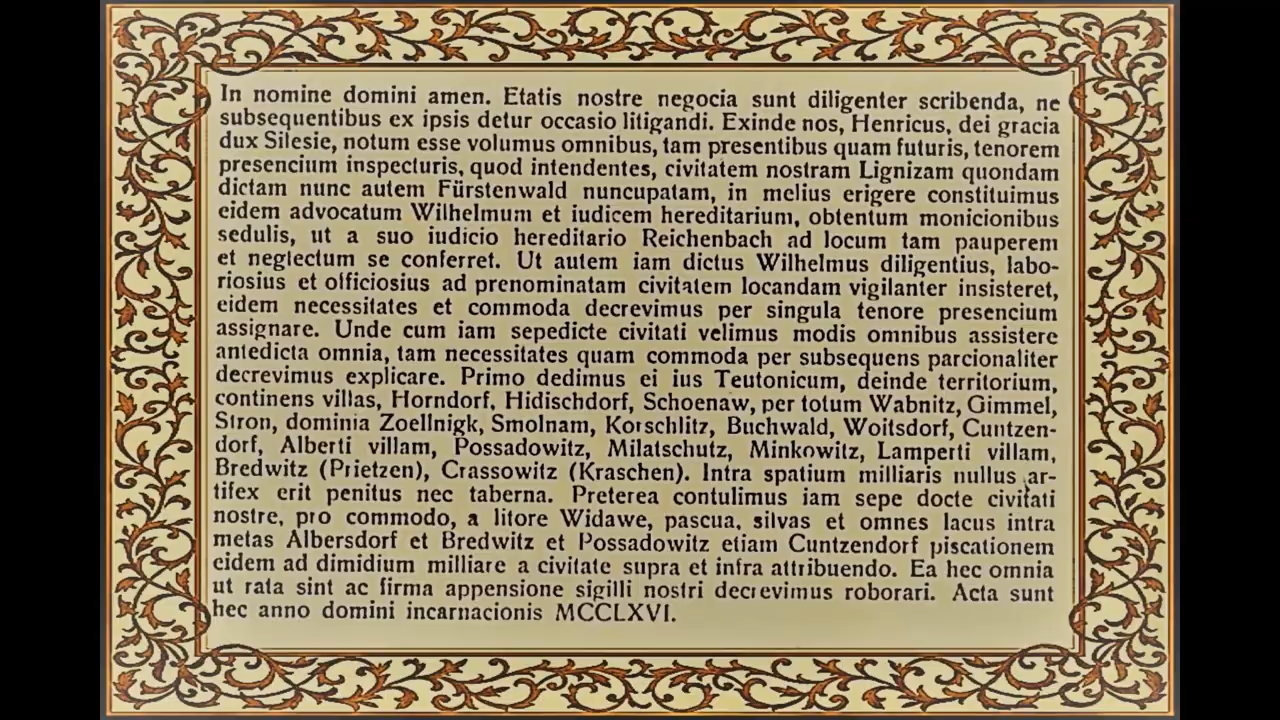 In nomine domini amen. Etatis nostre negocia sunt diligenter scribenda, ne
subsequentibus ex ipsis detur occasio litigandi. Exinde nos, Henricus, dei gracia
dux Silesie, notum esse volumus omnibus, tam presentibus quam futuris, tenorem
presencium inspecturis, quod intendentes, civitatem nostram Lignizam quondam
dictam nunc autem Fürstenwald nuncupatam, in melius erigere constituimus
eidem advocatum Wilhelmum et iudicem hereditarium, obtentum monicionibus
sedulis, ut a suo iudicio hereditario Reichenbach ad locum tam pauperem
et neglectum se conferret. Ut autem iam dictus Wilhelmus diligentius, labo-
riosius et officiosius ad prenominatam civitatem locandam vigilanter insisteret,
eidem necessitates et commoda decrevimus per singula tenore presencium
assignare. Unde cum iam sepedicte civitati velimus modis omnibus assistere
antedicta omnia, tam necessitates quam commoda per subsequens parcionaliter
decrevimus explicare. Primo dedimus ei ius Teutonicum, deinde territorium,
continens villas, Horndorf, Hidischdorf, Schoenaw, per totum Wabnitz, Gimmel,
Stron, dominia Zoellnigk, Smolnam, Korschlitz, Buchwald, Woitsdorf, Cuntzen-
dorf, Alberti villam, Possadowitz, Milatschutz, Minkowitz, Lamperti villam,
Bredwitz (Prietzen), Crassowitz (Kraschen). Intra spatium milliaris nullus ar-
tifex erit penitus nec taberna. Preterea contulimus iam sepe docte civitati
nostre, pro commodo, a litore Widawe, pascua, silvas et omnes lacus intra
metas Albersdorf et Bredwitz et Possadowitz etiam Cuntzendorf piscationem
eidem ad dimidium milliare a civitate supra et infra attribuendo. Ea hec omnia
ut rata sint ac firma appensione sigilli nostri decrevimus roborari. Acta sunt
hec anno domini incarnacionis MCCLXVI.